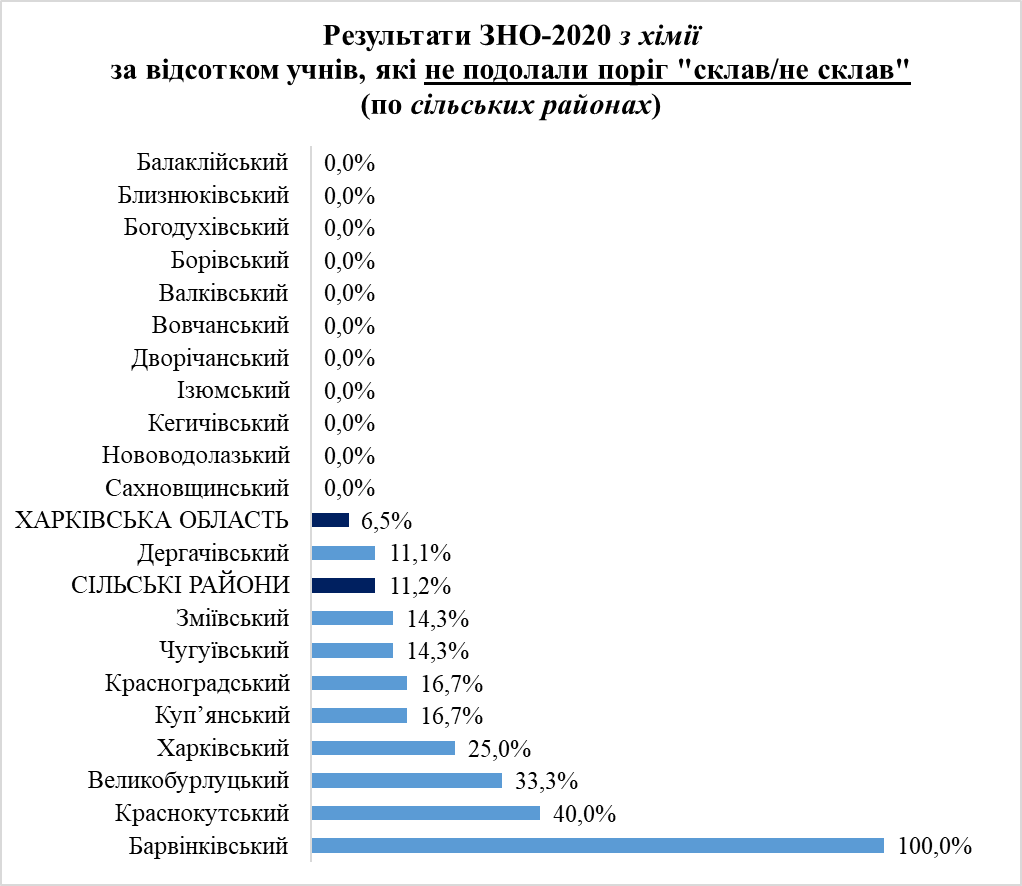 Результати ЗНО-2020 з хімії
за відсотком учнів, які не подолали поріг "склав/не склав"
(по сільських районах)
Балаклійський 0,0%
Близнюківський 0,0%
Богодухівський 0,0%
Борівський 0,0%
Валківський 0,0%
Вовчанський 0,0%
Дворічанський 0,0%
Ізюмський 0,0%
Кегичівський 0,0%
Нововодолазький 0,0%
Сахновщинський 0,0%
ХАРКІВСЬКА ОБЛАСТЬ 6,5%
Дергачівський 11,1%
СІЛЬСЬКІ РАЙОНИ 11,2%
Зміївський 14,3%
Чугуївський 14,3%
Красноградський 16,7%
Куп’янський 16,7%
Харківський 25,0%
Великобурлуцький 33,3%
Краснокутський 40,0%
Барвінківський 100,0%